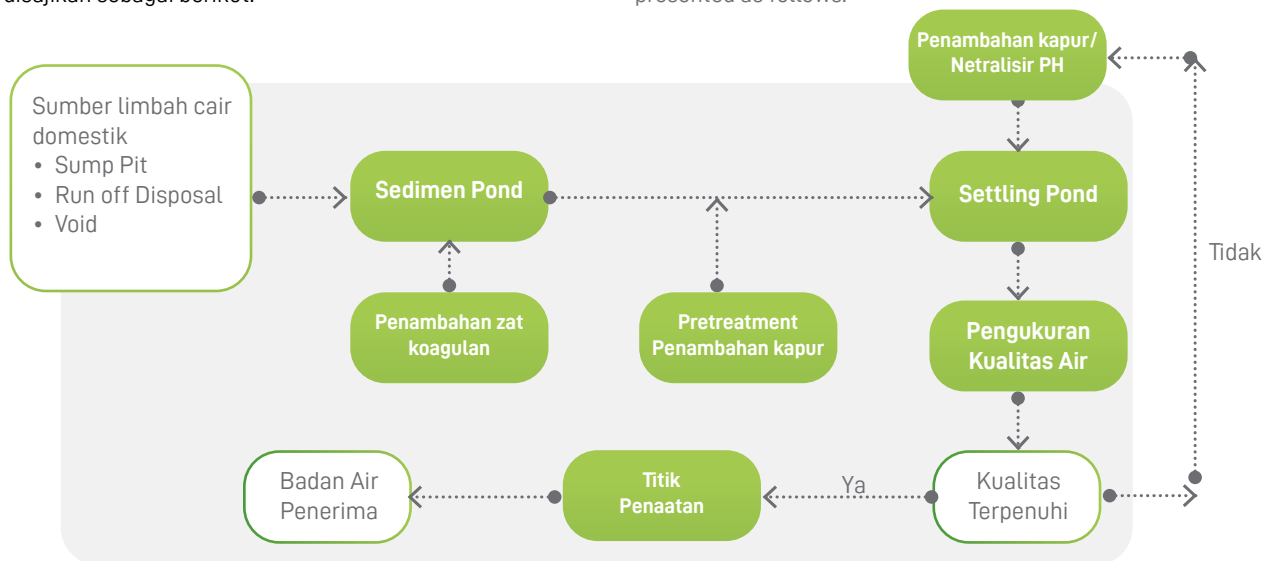 disajikan sebagai berikut.
presented as follows.
Penambahan kapur/
Netralisir PH
Sumber limbah cair
domestik
• Sump Pit
• Run off Disposal
• Void
Sedimen Pond
Settling Pond
Tidak
Penambahan zat
koagulan
Pretreatment
Penambahan kapur
Pengukuran
Kualitas Air
Badan Air
Penerima
Titik
Penaatan
Ya
Kualitas
Terpenuhi